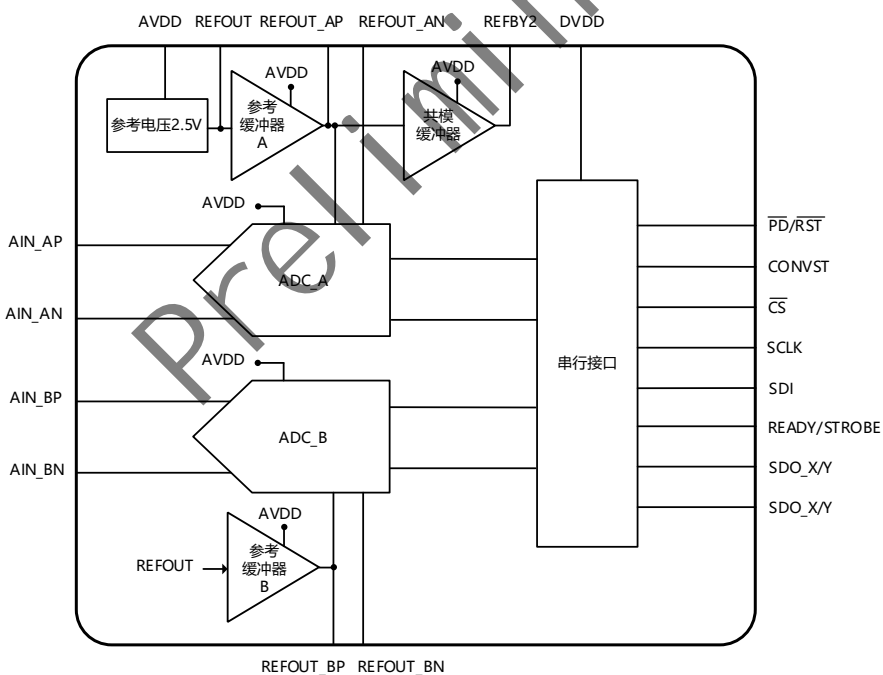 AVDD REFOUT REFOUT_AP REFOUT_AN REFBY2 DVDD
Prelimi
AVDD
AVDD
参考电压2.5V
参考
缓冲器
A
共模
缓冲器
AVDD
AIN_AP
ADC_A
AIN_AN
AVDD
AIN_BP
ADC_B
AIN_BN
AVDD
REFOUT
参考
缓冲器
B
串行接口
PD/RST
CONVST
CS
SCLK
SDI
READY/STROBE
SDO_X/Y
SDO_X/Y
REFOUT_BP REFOUT_BN